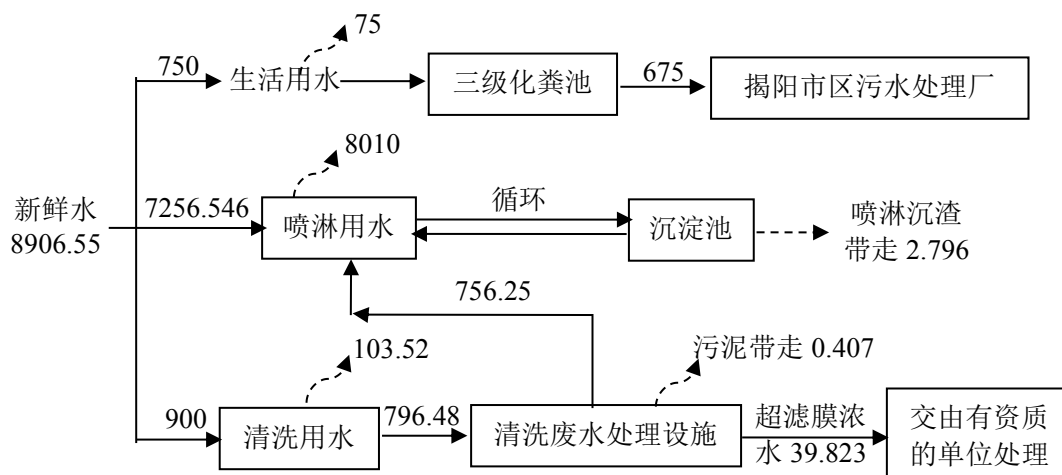 75
750
生活用水
三级化粪池
675
揭阳市区污水处理厂
8010
新鲜水
8906.55
7256.546
喷淋用水
循环
沉淀池
喷淋沉渣
带走 2.796
756.25
103.52
污泥带走 0.407
900
清洗用水
796.48
清洗废水处理设施
超滤膜浓
水 39.823
交由有资质
的单位处理